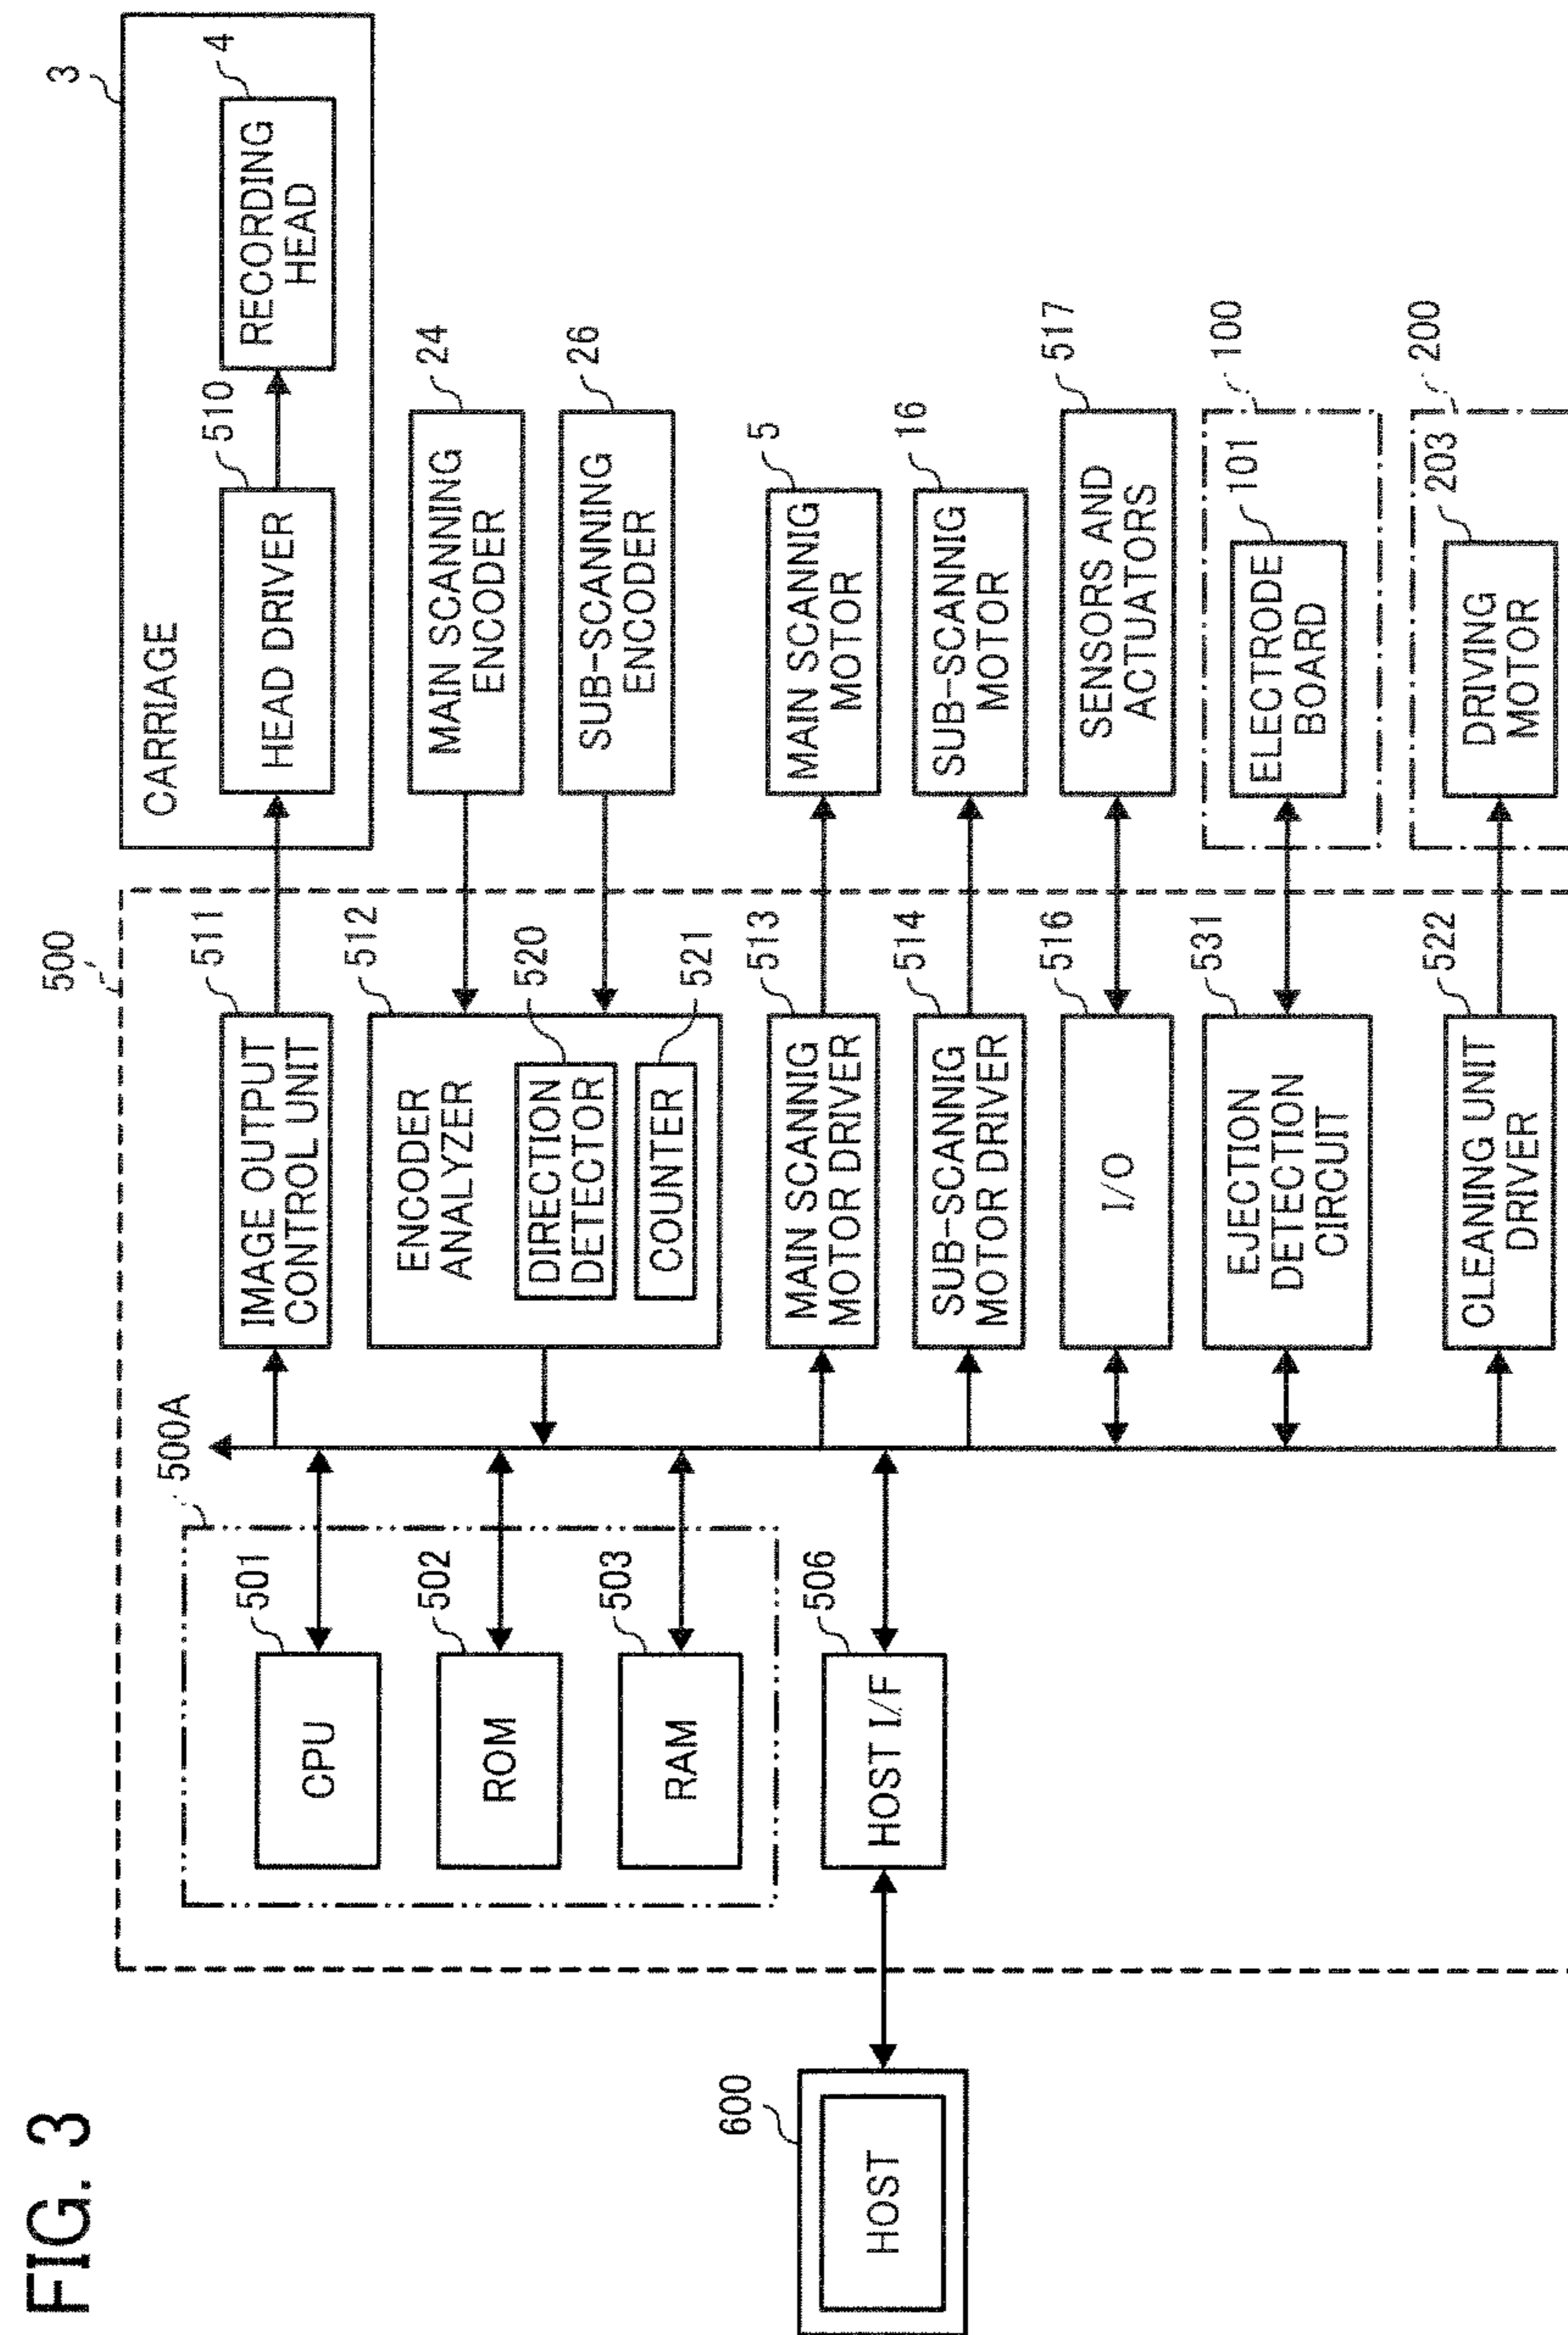 FIG. 3
600
HOST
500
500A
501
CPU
502
ROM
503
RAM
506
HOST I/F
511
IMAGE OUTPUT
CONTROL UNIT
512
ENCODER
ANALYZER
520
DIRECTION
DETECTOR
521
COUNTER
513
MAIN SCANNIG
MOTOR DRIVER
514
SUB-SCANNIG
MOTOR DRIVER
516
I/O
531
EJECTION
DETECTION
CIRCUIT
522
CLEANING UNIT
DRIVER
3
CARRIAGE
510
HEAD DRIVER
4
RECORDING
HEAD
24
MAIN SCANNING
ENCODER
26
SUB-SCANNING
ENCODER
5
MAIN SCANNIG
MOTOR
16
SUB-SCANNIG
MOTOR
517
SENSORS AND
ACTUATORS
100
101
ELECTRODE
BOARD
200
203
DRIVING
MOTOR